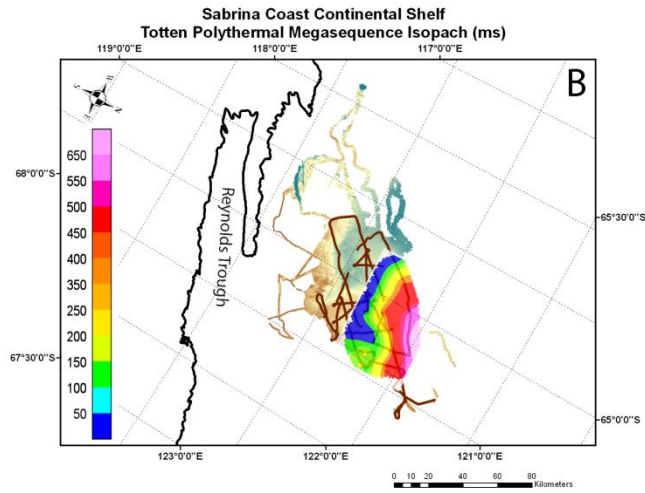 Sabrina Coast Continental Shelf
Totten Polythermal Megasequence Isopach (ms)
119°0'0"E
118°0'0"E
117°0'0"E
B
W
N
S
E
650
550
500
450
400
350
250
200
150
100
50
68°0'0"S
67°30'0"S
65°30'0"S
65°0'0"S
Reynolds Trough
123°0'0"E
122°0'0"E
121°0'0"E
0 10 20 40 60 80
Kilometers